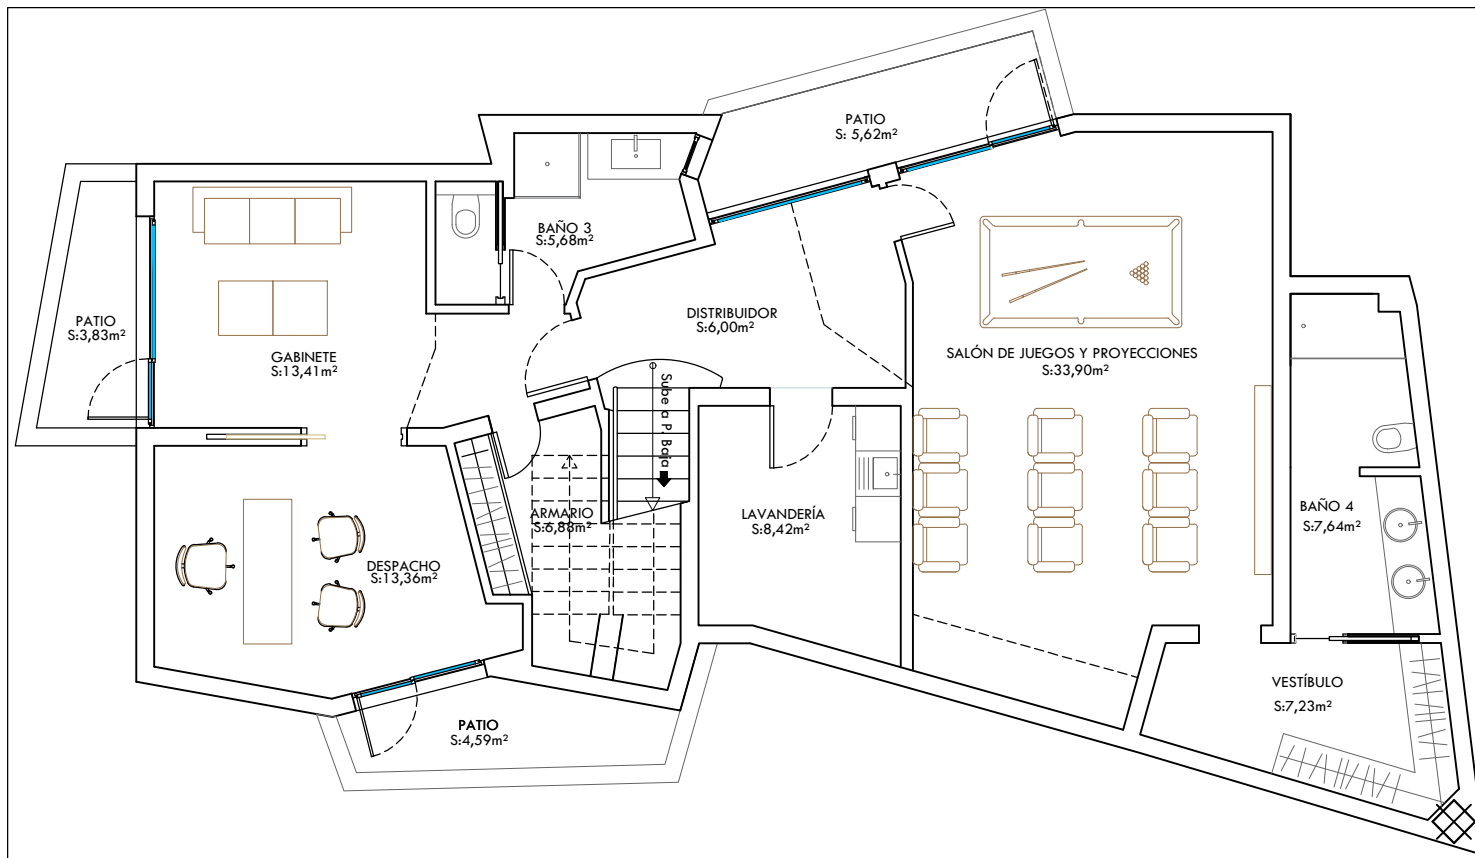 PATIO
S: 5,62m²
BAÑO 3
S:5,68m²
PATIO
S:3,83m²
GABINETE
S:13,41m²
DISTRIBUIDOR
S:6,00m²
SALÓN DE JUEGOS Y PROYECCIONES
S:33,90m²
Sube a P. Baja
ARMARIO
S:6,88m²
LAVANDERÍA
S:8,42m²
BAÑO 4
S:7,64m²
DESPACHO
S:13,36m²
VESTÍBULO
S:7,23m²
PATIO
S:4,59m²